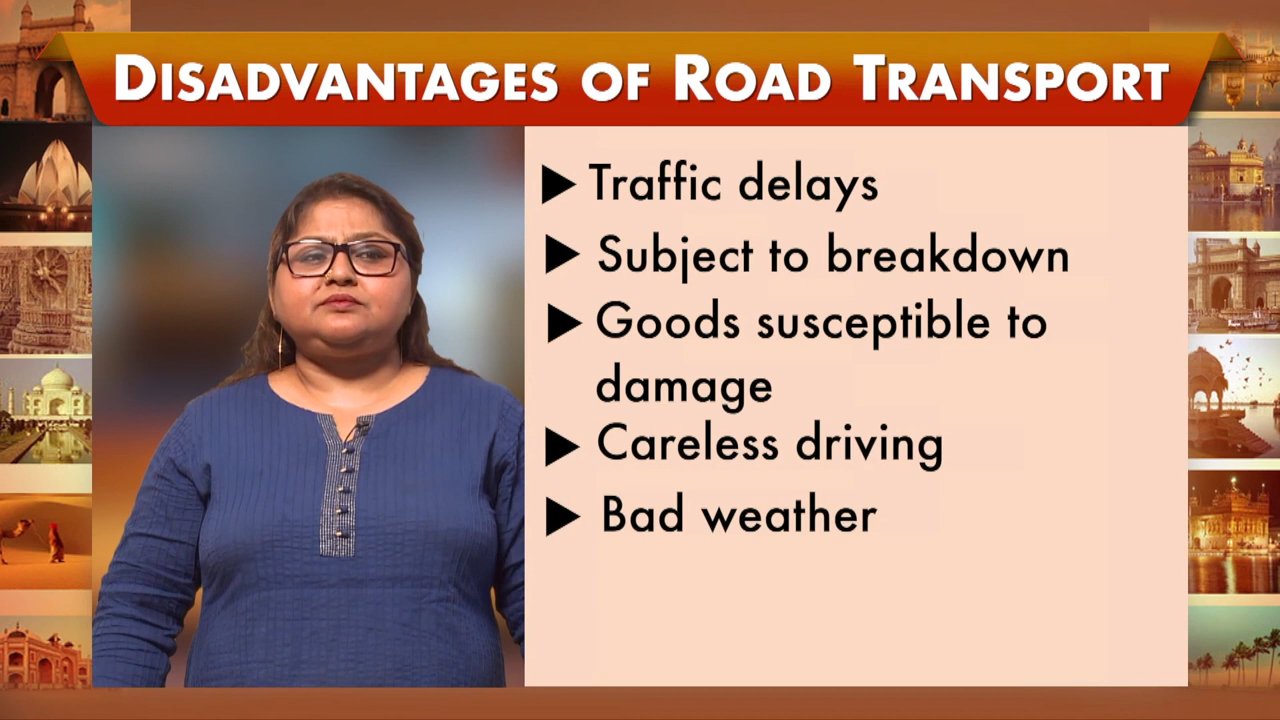 DISADVANTAGES OF ROAD TRANSPORT
▶ Traffic delays
▶ Subject to breakdown
▶ Goods susceptible to
damage
▶ Careless driving
▶ Bad weather